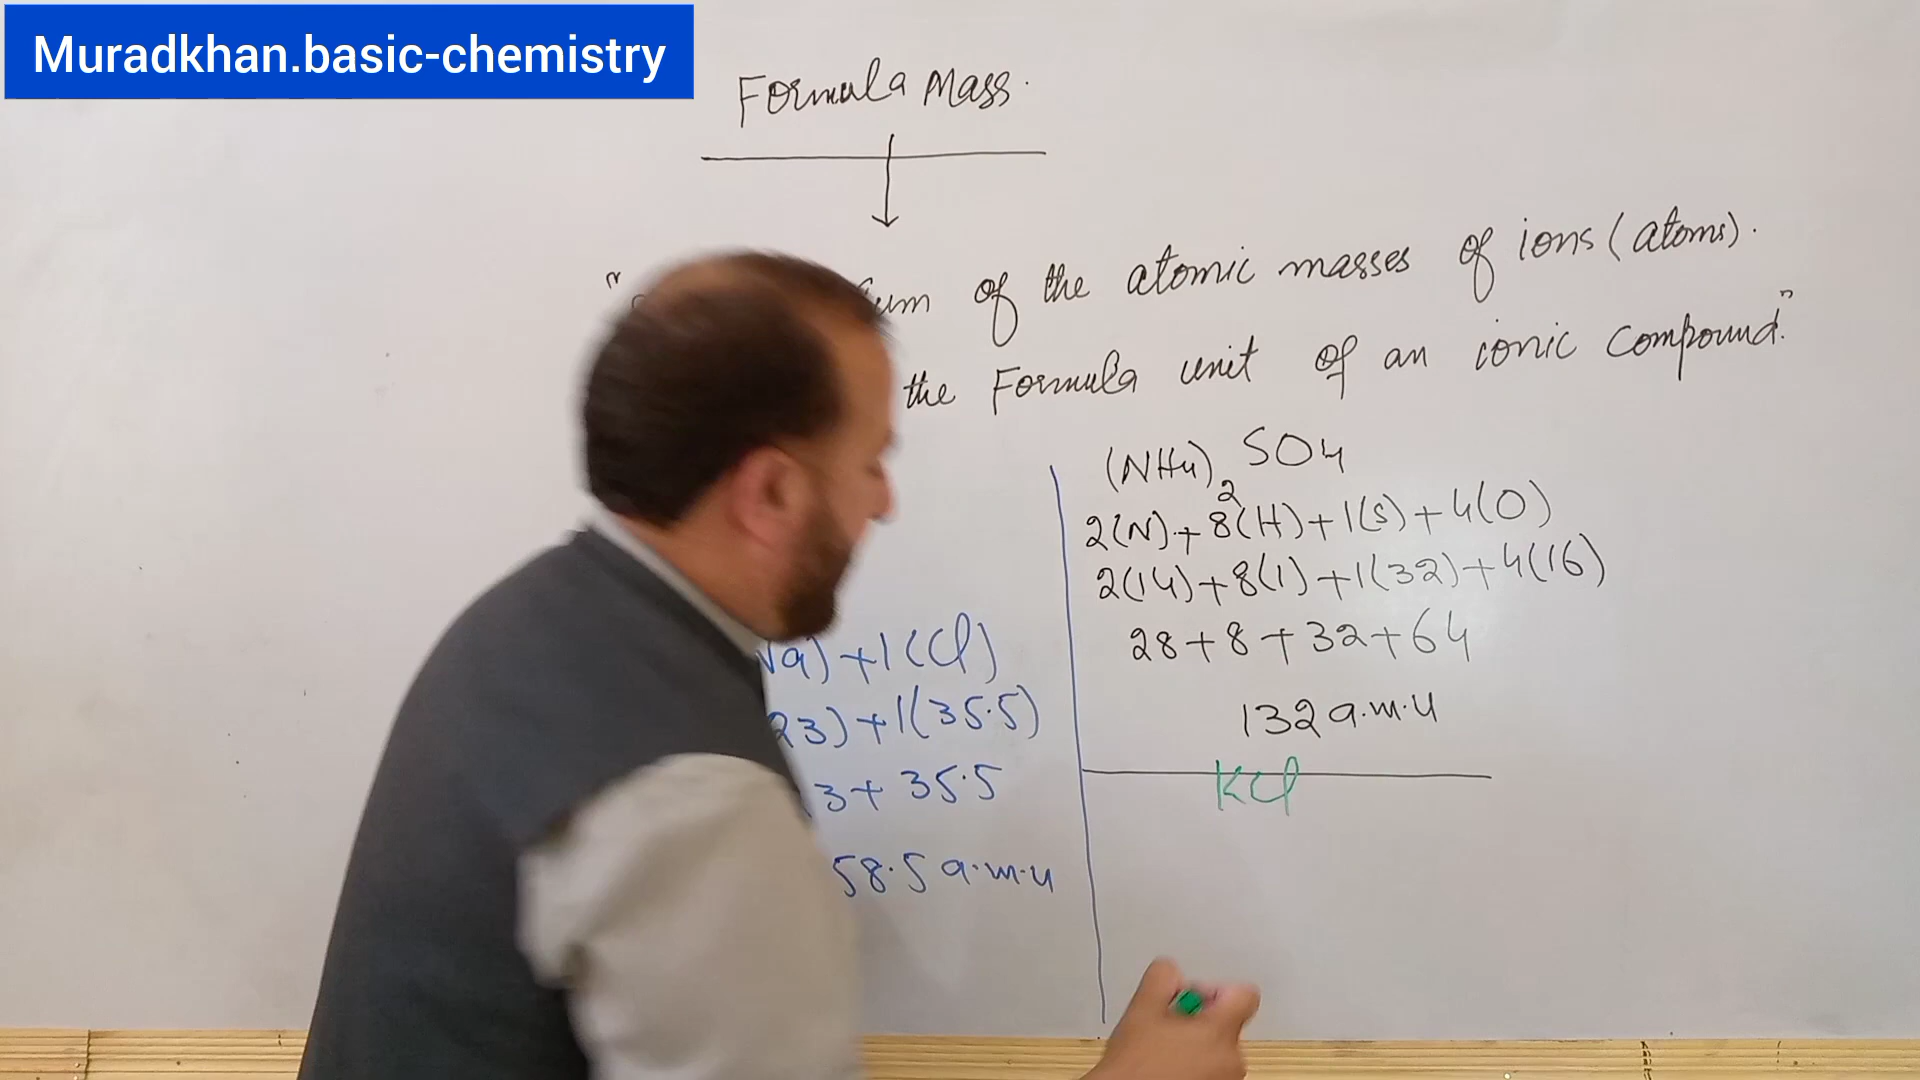 Muradkhan.basic-chemistry
Formula Mass.
of the atomic masses of ions (atoms).
the Formula unit of an ionic compound."
(NH4)2 SO4
2(N)+8(H)+1(S)+4(O)
2(14)+8(1)+1(32)+4(16)
28+8+32+64
132 a.m.u
KCl
a)+1(Cl)
23)+1(35.5)
3+35.5
58.5 a.m.u